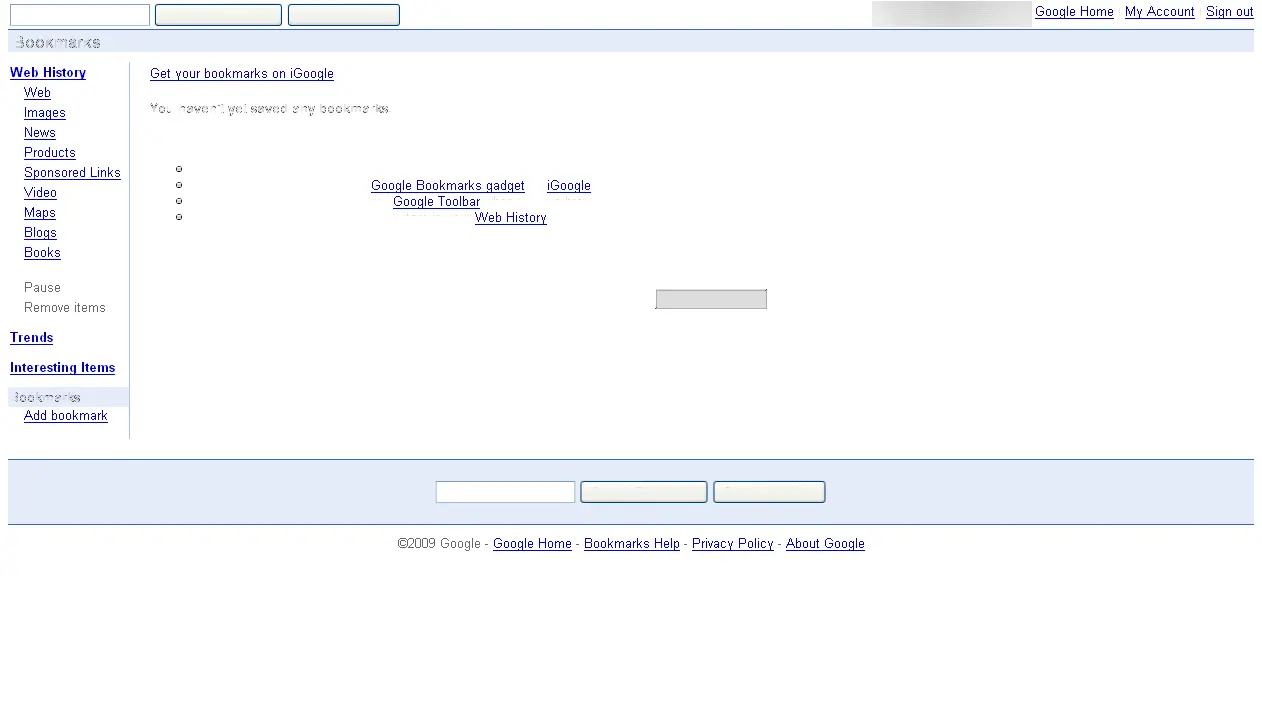 Google Home My Account Sign out
Bookmarks
Web History
Web
Images
News
Products
Sponsored Links
Video
Maps
Blogs
Books
Pause
Remove items
Trends
Interesting Items
Bookmarks
Add bookmark
Get your bookmarks on iGoogle
You haven't yet saved any bookmarks.
Google Bookmarks gadget iGoogle
Google Toolbar
Web History
©2009 Google - Google Home - Bookmarks Help - Privacy Policy - About Google